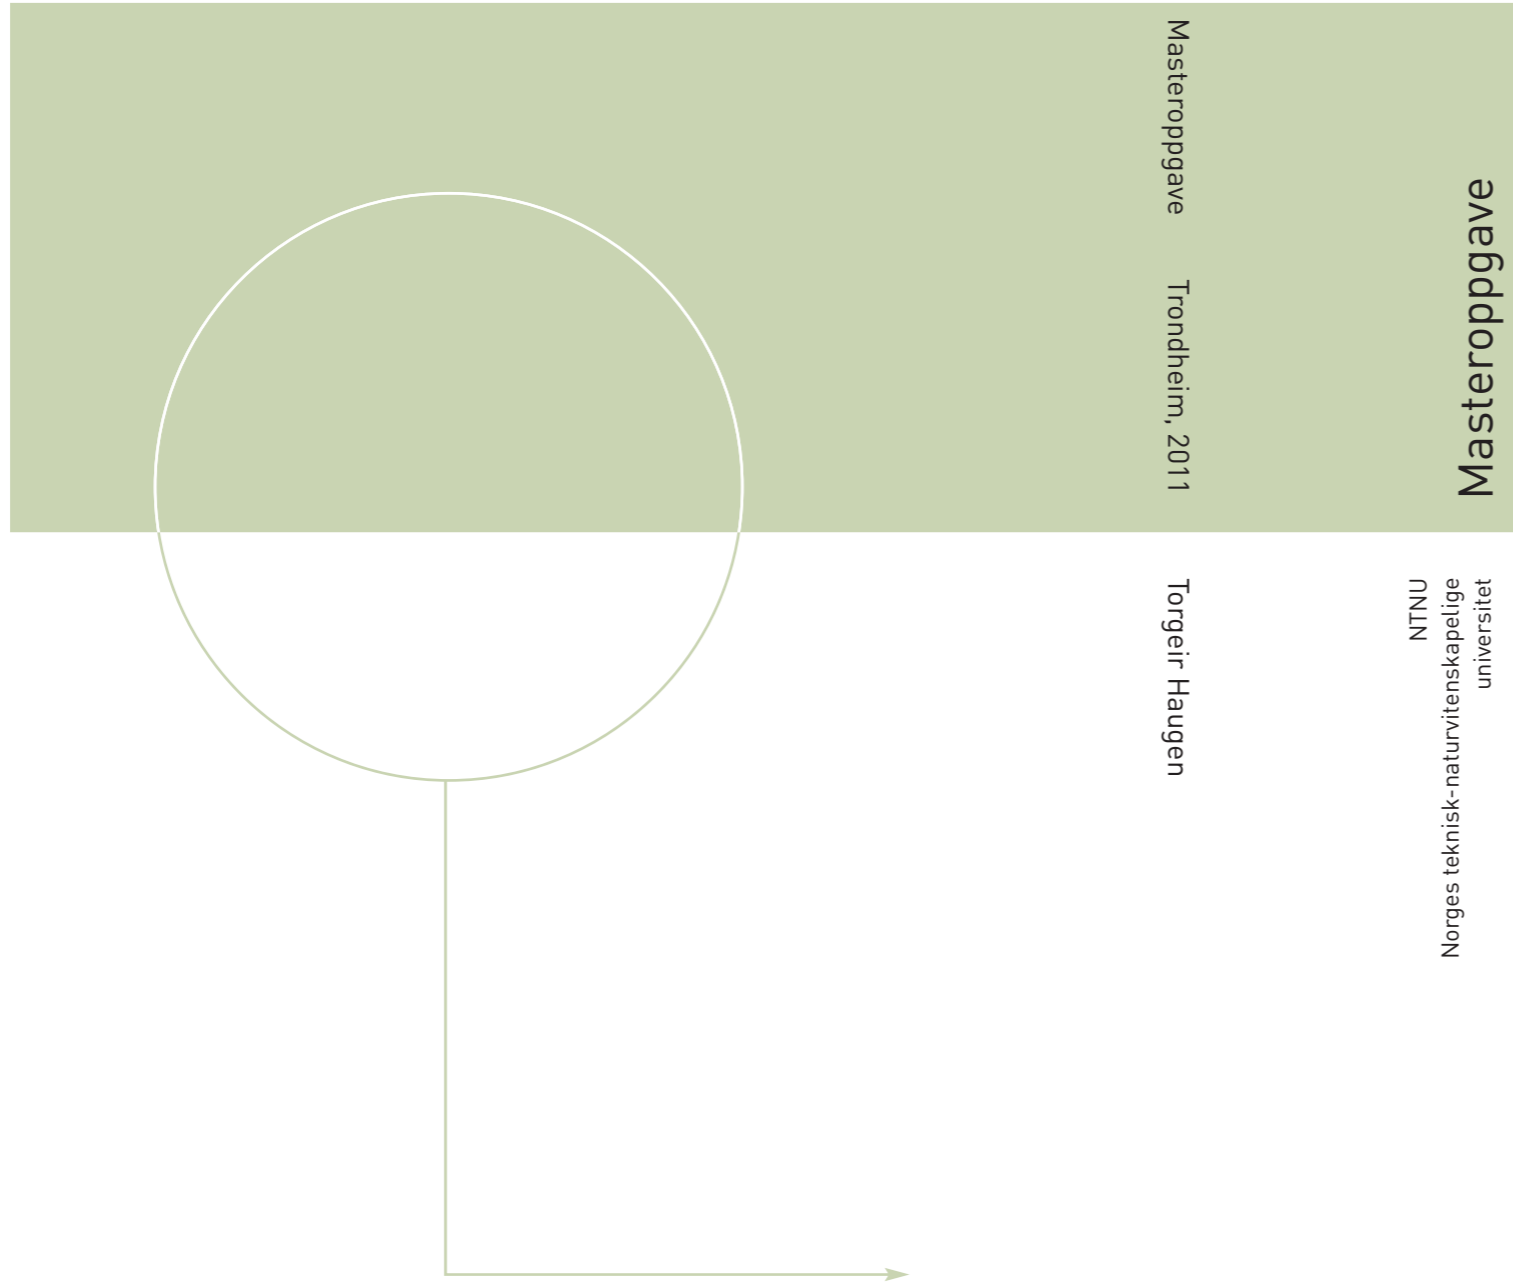 Masteroppgave
Trondheim, 2011
Torgeir Haugen
Masteroppgave
NTNU
Norges teknisk-naturvitenskapelige
universitet